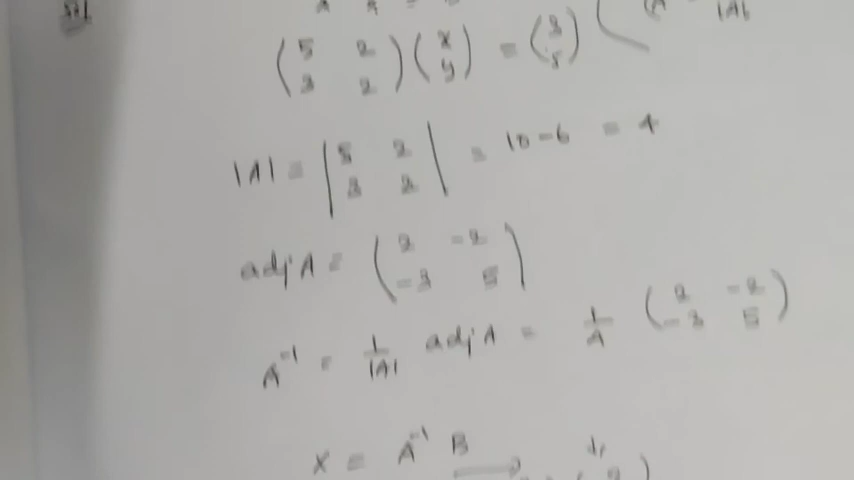 (5 2
3 2) (x
y) = (3
5)
|A| = |5 2
3 2| = 10 - 6 = 4
adj A = (2 -2
-3 5)
A⁻¹ = 1/|A| adj A = 1/A (2 -2
-3 5)
X = A⁻¹ B